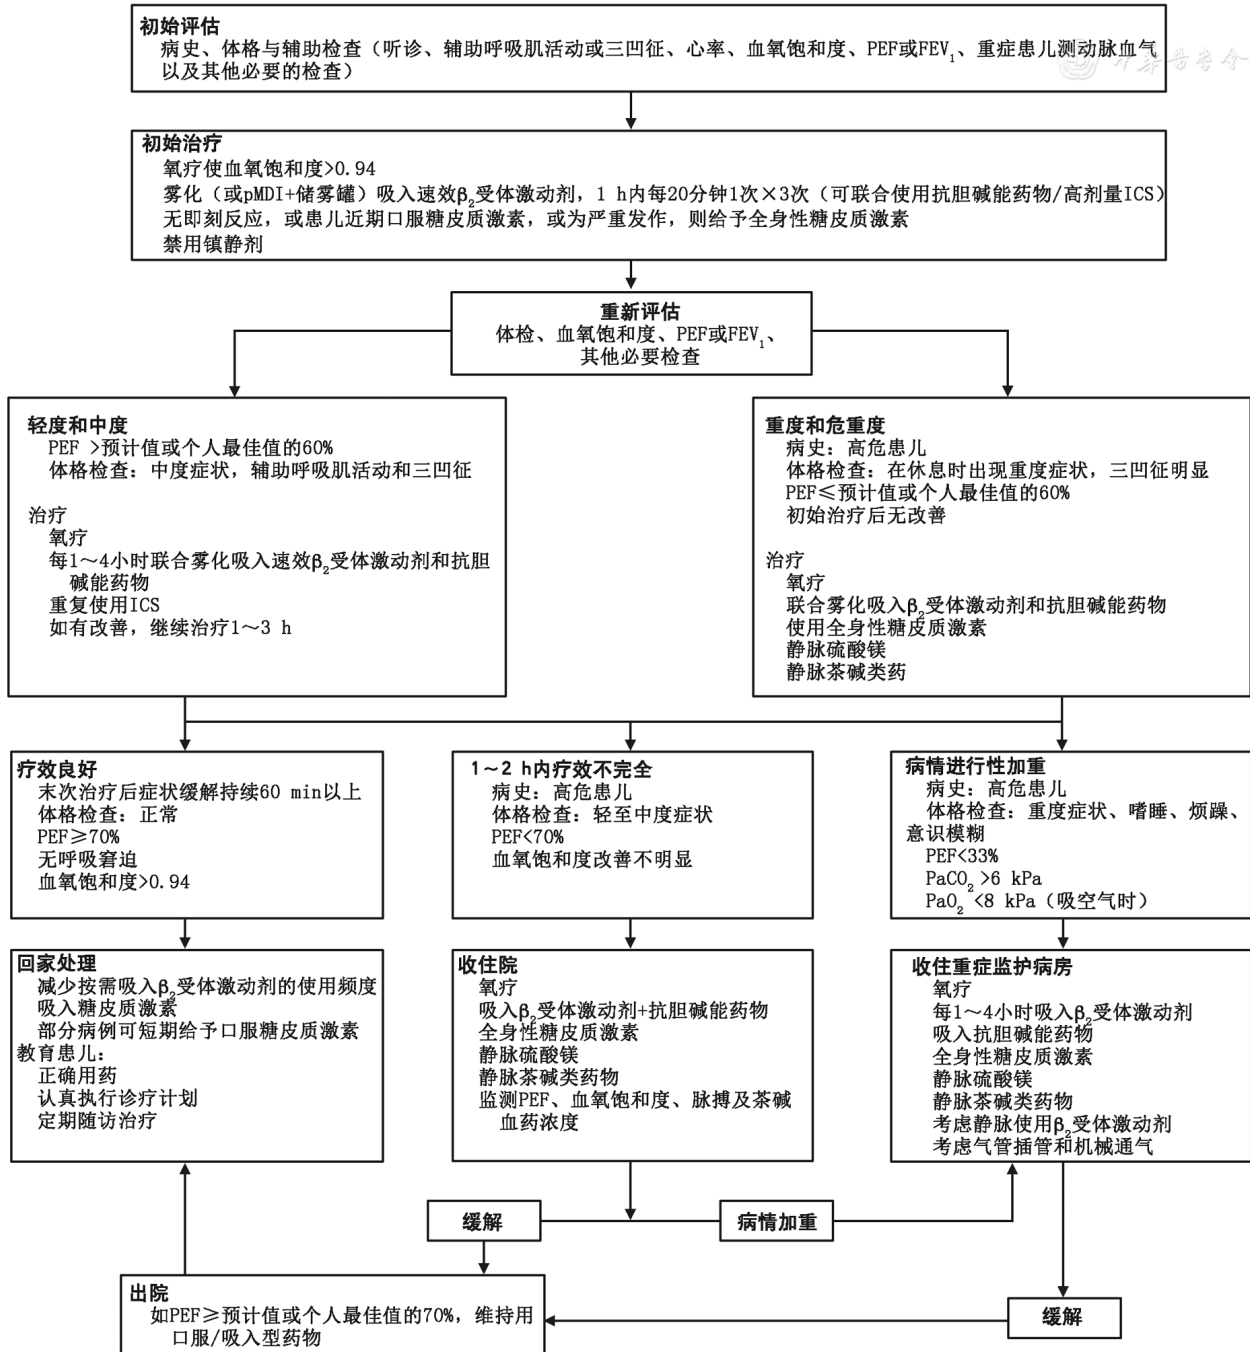 初始评估
病史、体格与辅助检查（听诊、辅助呼吸肌活动或三凹征、心率、血氧饱和度、PEF或FEV₁、重症患儿测动脉血气
以及其他必要的检查）
中华医学会
初始治疗
氧疗使血氧饱和度>0.94
雾化（或pMDI+储雾罐）吸入速效β₂受体激动剂，1 h内每20分钟1次×3次（可联合使用抗胆碱能药物/高剂量ICS）
无即刻反应，或患儿近期口服糖皮质激素，或为严重发作，则给予全身性糖皮质激素
禁用镇静剂
重新评估
体检、血氧饱和度、PEF或FEV₁、
其他必要检查
轻度和中度
PEF >预计值或个人最佳值的60%
体格检查：中度症状，辅助呼吸肌活动和三凹征
治疗
氧疗
每1～4小时联合雾化吸入速效β₂受体激动剂和抗胆
碱能药物
重复使用ICS
如有改善，继续治疗1～3 h
重度和危重度
病史：高危患儿
体格检查：在休息时出现重度症状，三凹征明显
PEF≤预计值或个人最佳值的60%
初始治疗后无改善
治疗
氧疗
联合雾化吸入β₂受体激动剂和抗胆碱能药物
使用全身性糖皮质激素
静脉硫酸镁
静脉茶碱类药
疗效良好
末次治疗后症状缓解持续60 min以上
体格检查：正常
PEF≥70%
无呼吸窘迫
血氧饱和度>0.94
1～2 h内疗效不完全
病史：高危患儿
体格检查：轻至中度症状
PEF<70%
血氧饱和度改善不明显
病情进行性加重
病史：高危患儿
体格检查：重度症状、嗜睡、烦躁、
意识模糊
PEF<33%
PaCO₂>6 kPa
PaO₂<8 kPa（吸空气时）
回家处理
减少按需吸入β₂受体激动剂的使用频度
吸入糖皮质激素
部分病例可短期给予口服糖皮质激素
教育患儿：
正确用药
认真执行诊疗计划
定期随访治疗
收住院
氧疗
吸入β₂受体激动剂+抗胆碱能药物
全身性糖皮质激素
静脉硫酸镁
静脉茶碱类药物
监测PEF、血氧饱和度、脉搏及茶碱
血药浓度
收住重症监护病房
氧疗
每1～4小时吸入β₂受体激动剂
吸入抗胆碱能药物
全身性糖皮质激素
静脉硫酸镁
静脉茶碱类药物
考虑静脉使用β₂受体激动剂
考虑气管插管和机械通气
缓解
病情加重
出院
如PEF≥预计值或个人最佳值的70%，维持用
口服/吸入型药物
缓解